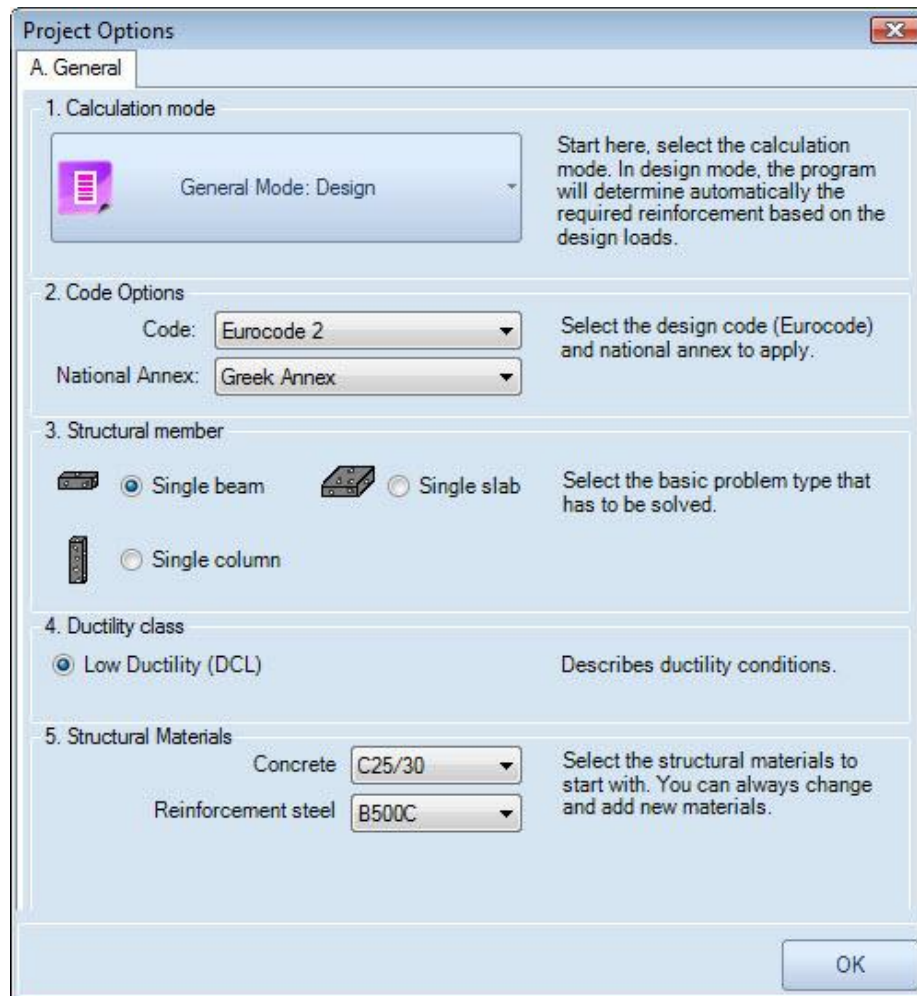 Project Options
A. General
1. Calculation mode
General Mode: Design
Start here, select the calculation
mode. In design mode, the program
will determine automatically the
required reinforcement based on the
design loads.
2. Code Options
Code:
Eurocode 2
National Annex:
Greek Annex
Select the design code (Eurocode)
and national annex to apply.
3. Structural member
Single beam
Single slab
Single column
Select the basic problem type that
has to be solved.
4. Ductility class
Low Ductility (DCL)
Describes ductility conditions.
5. Structural Materials
Concrete
C25/30
Reinforcement steel
B500C
Select the structural materials to
start with. You can always change
and add new materials.
OK